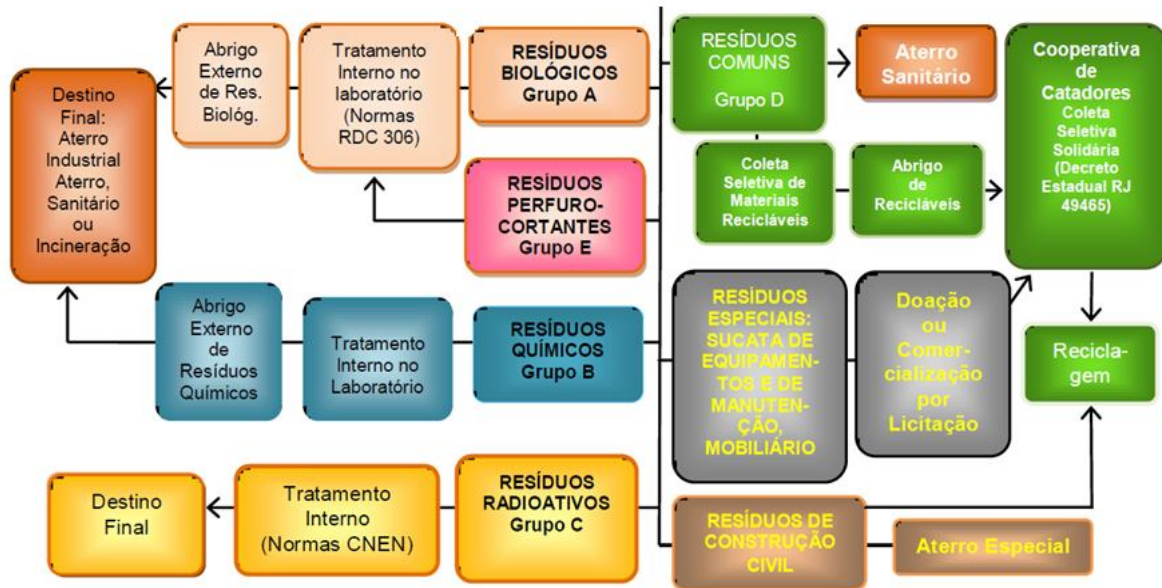 Destino
Final:
Aterro
Industrial
Aterro,
Sanitário
ou
Incineração
Abrigo
Externo
de Res.
Biológ.
Tratamento
Interno no
laboratório
(Normas
RDC 306)
RESÍDUOS
BIOLÓGICOS
Grupo A
RESÍDUOS
PERFURO-
CORTANTES
Grupo E
Abrigo
Externo
de
Resíduos
Químicos
Tratamento
Interno no
Laboratório
RESÍDUOS
QUÍMICOS
Grupo B
Destino
Final
Tratamento
Interno
(Normas CNEN)
RESÍDUOS
RADIOATIVOS
Grupo C
RESÍDUOS
COMUNS
Grupo D
Aterro
Sanitário
Cooperativa
de
Catadores
Coleta
Seletiva
Solidária
(Decreto
Estadual RJ
49465)
Coleta
Seletiva de
Materiais
Recicláveis
Abrigo
de
Recicláveis
RESÍDUOS
ESPECIAIS:
SUCATA DE
EQUIPAMEN-
TOS E DE
MANUTEN-
ÇÃO,
MOBILIÁRIO
Doação
ou
Comer-
cialização
por
Licitação
Recicla-
gem
RESÍDUOS DE
CONSTRUÇÃO
CIVIL
Aterro Especial